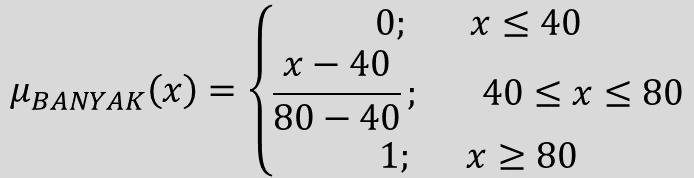 0; x ≤ 40
μ_BANYAK(x) = { (x − 40)/(80 − 40); 40 ≤ x ≤ 80
1; x ≥ 80